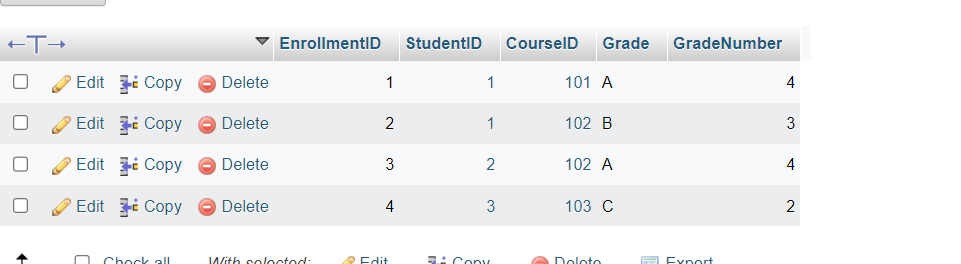 EnrollmentID StudentID CourseID Grade GradeNumber
Edit Copy Delete 1 1 101 A 4
Edit Copy Delete 2 1 102 B 3
Edit Copy Delete 3 2 102 A 4
Edit Copy Delete 4 3 103 C 2
Check all With selected: Edit Copy Delete Export